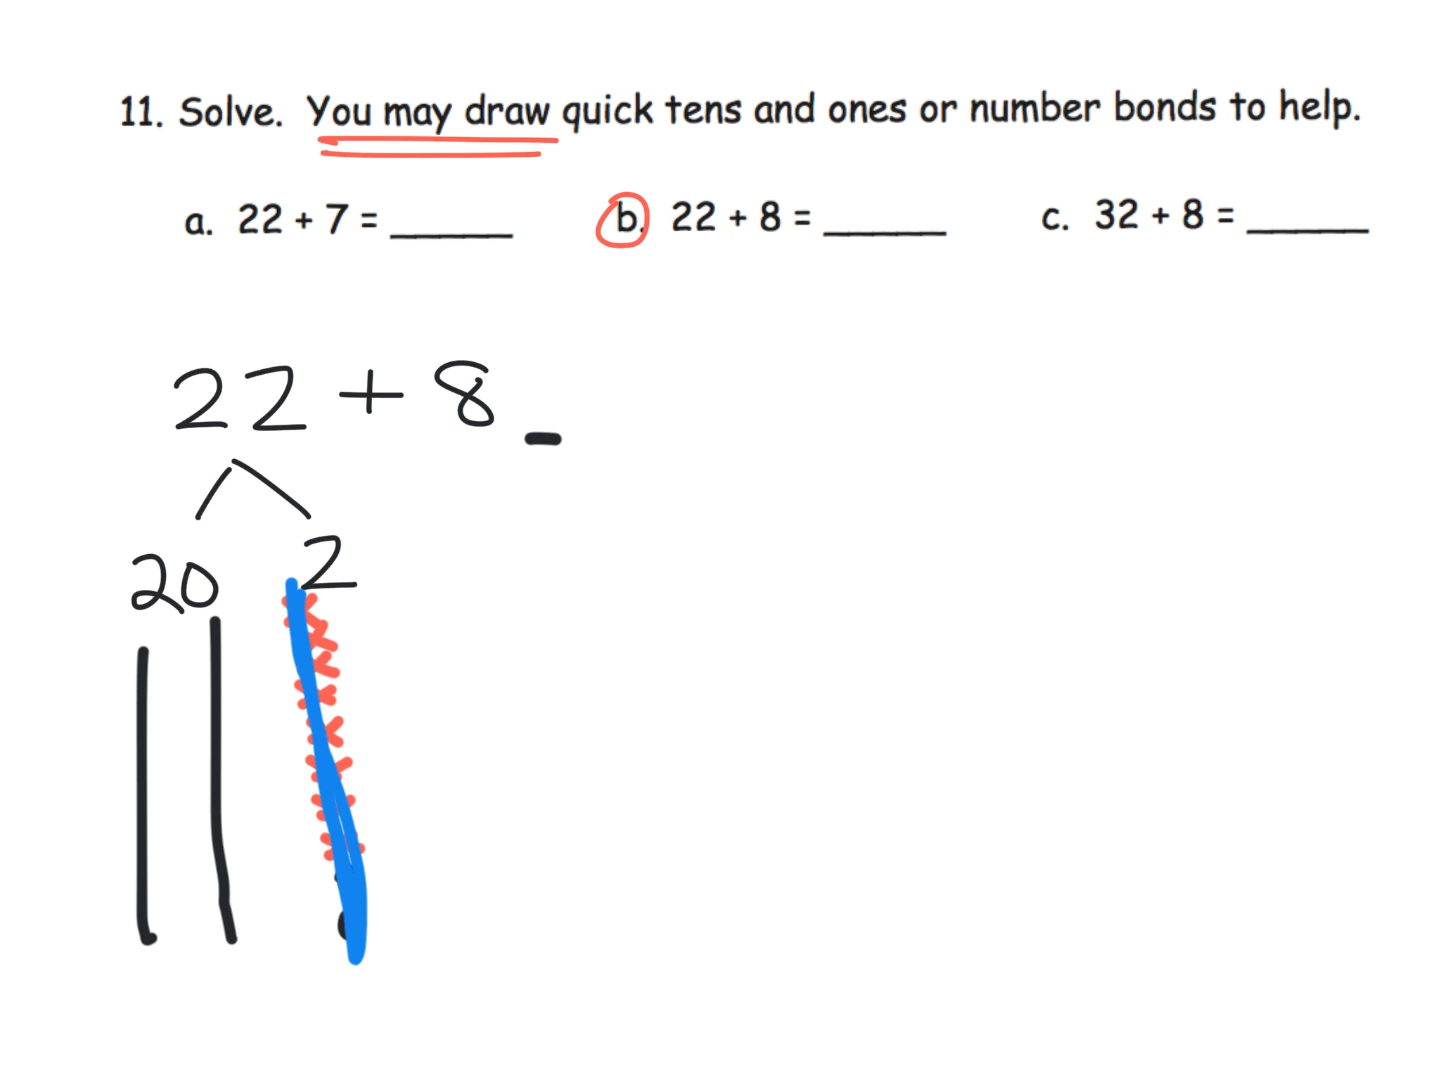 11. Solve. You may draw quick tens and ones or number bonds to help.
a. 22 + 7 = ______ b. 22 + 8 = ______ c. 32 + 8 = ______
22 + 8 _
20 2